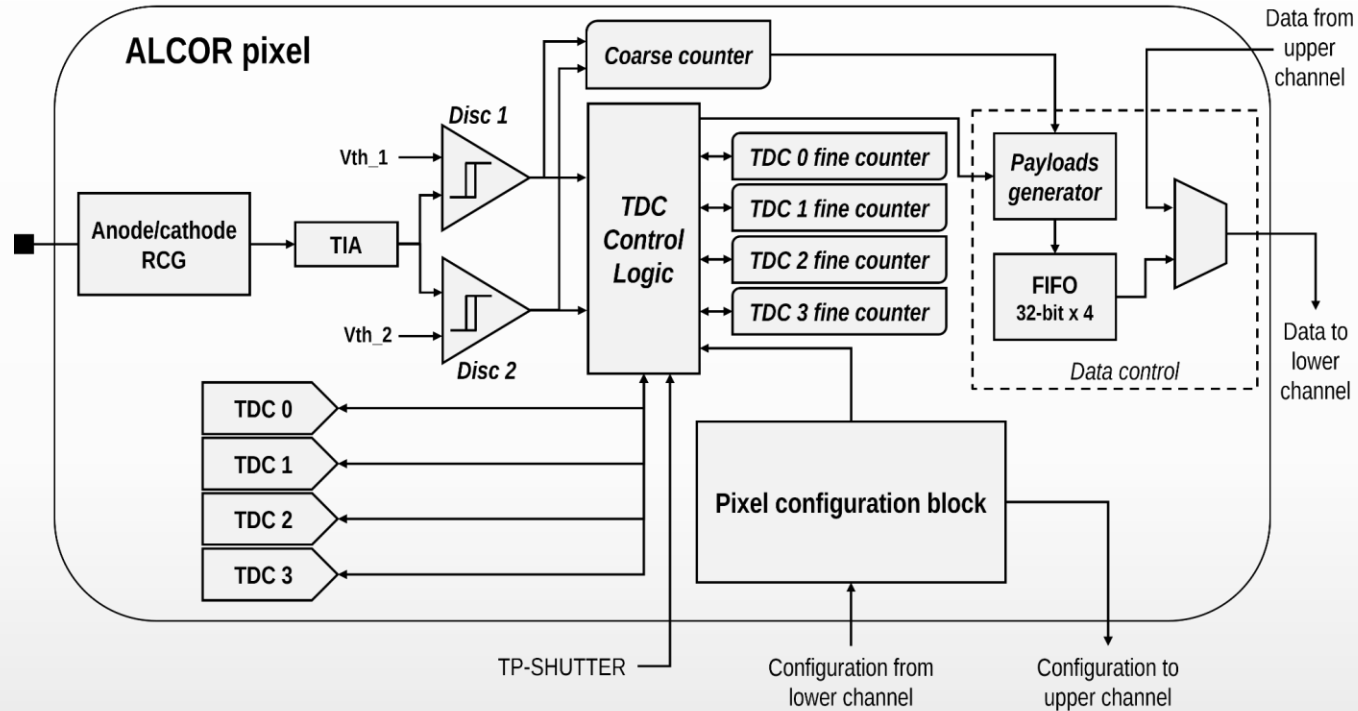 ALCOR pixel
Coarse counter
Data from
upper
channel
Disc 1
Vth_1
Anode/cathode
RCG
TIA
Vth_2
Disc 2
TDC
Control
Logic
TDC 0 fine counter
TDC 1 fine counter
TDC 2 fine counter
TDC 3 fine counter
Payloads
generator
FIFO
32-bit x 4
Data control
Data to
lower
channel
TDC 0
TDC 1
TDC 2
TDC 3
Pixel configuration block
TP-SHUTTER
Configuration from
lower channel
Configuration to
upper channel